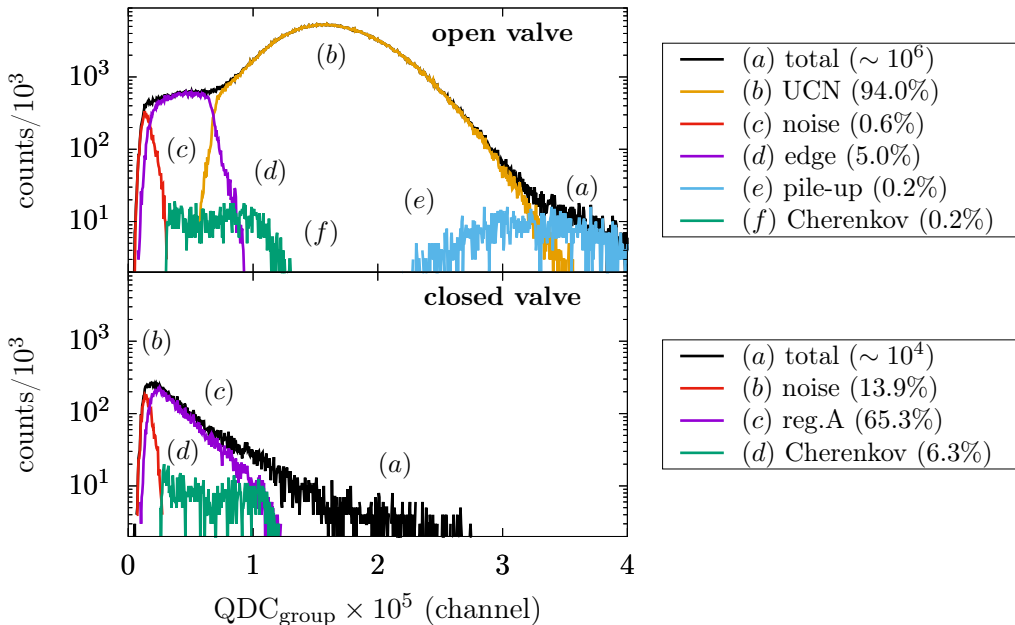 open valve
(b)
(c)
(d)
(e)
(a)
(f)
10^3
10^2
10^1
counts/10^3
(a) total (∼ 10^6)
(b) UCN (94.0%)
(c) noise (0.6%)
(d) edge (5.0%)
(e) pile-up (0.2%)
(f) Cherenkov (0.2%)
closed valve
(b)
(c)
(d)
(a)
10^3
10^2
10^1
counts/10^3
0 1 2 3 4
QDC_group × 10^5 (channel)
(a) total (∼ 10^4)
(b) noise (13.9%)
(c) reg.A (65.3%)
(d) Cherenkov (6.3%)